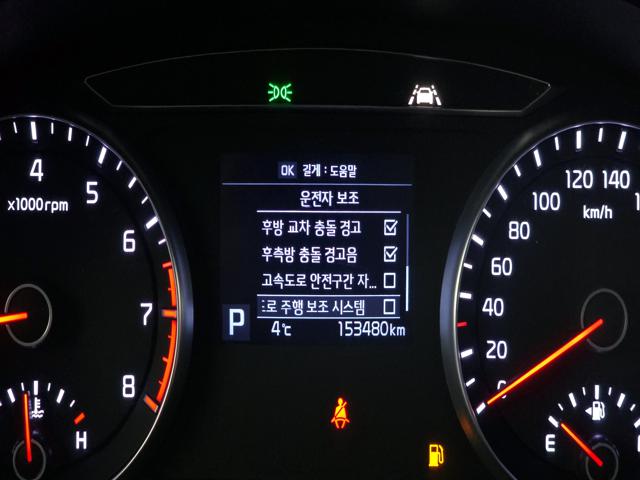 OK 길게 : 도움말
운전자 보조
후방 교차 충돌 경고
후측방 충돌 경고음
고속도로 안전구간 자...
로 주행 보조 시스템
P
4℃ 153480km
4
5
6
7
8
x1000rpm
H
0
20
40
60
80
100
120
140
km/h
E